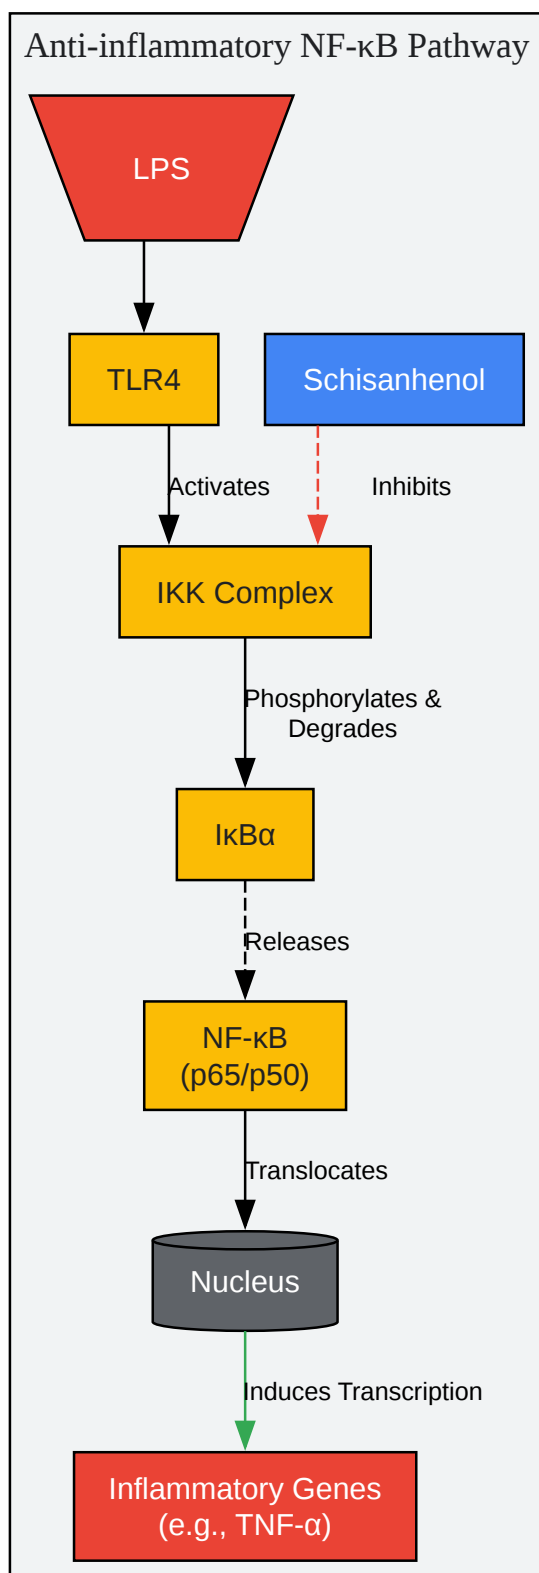 Anti-inflammatory NF-κB Pathway
LPS
TLR4
Schisanhenol
Activates
Inhibits
IKK Complex
Phosphorylates &
Degrades
IκBα
Releases
NF-κB
(p65/p50)
Translocates
Nucleus
Induces Transcription
Inflammatory Genes
(e.g., TNF-α)